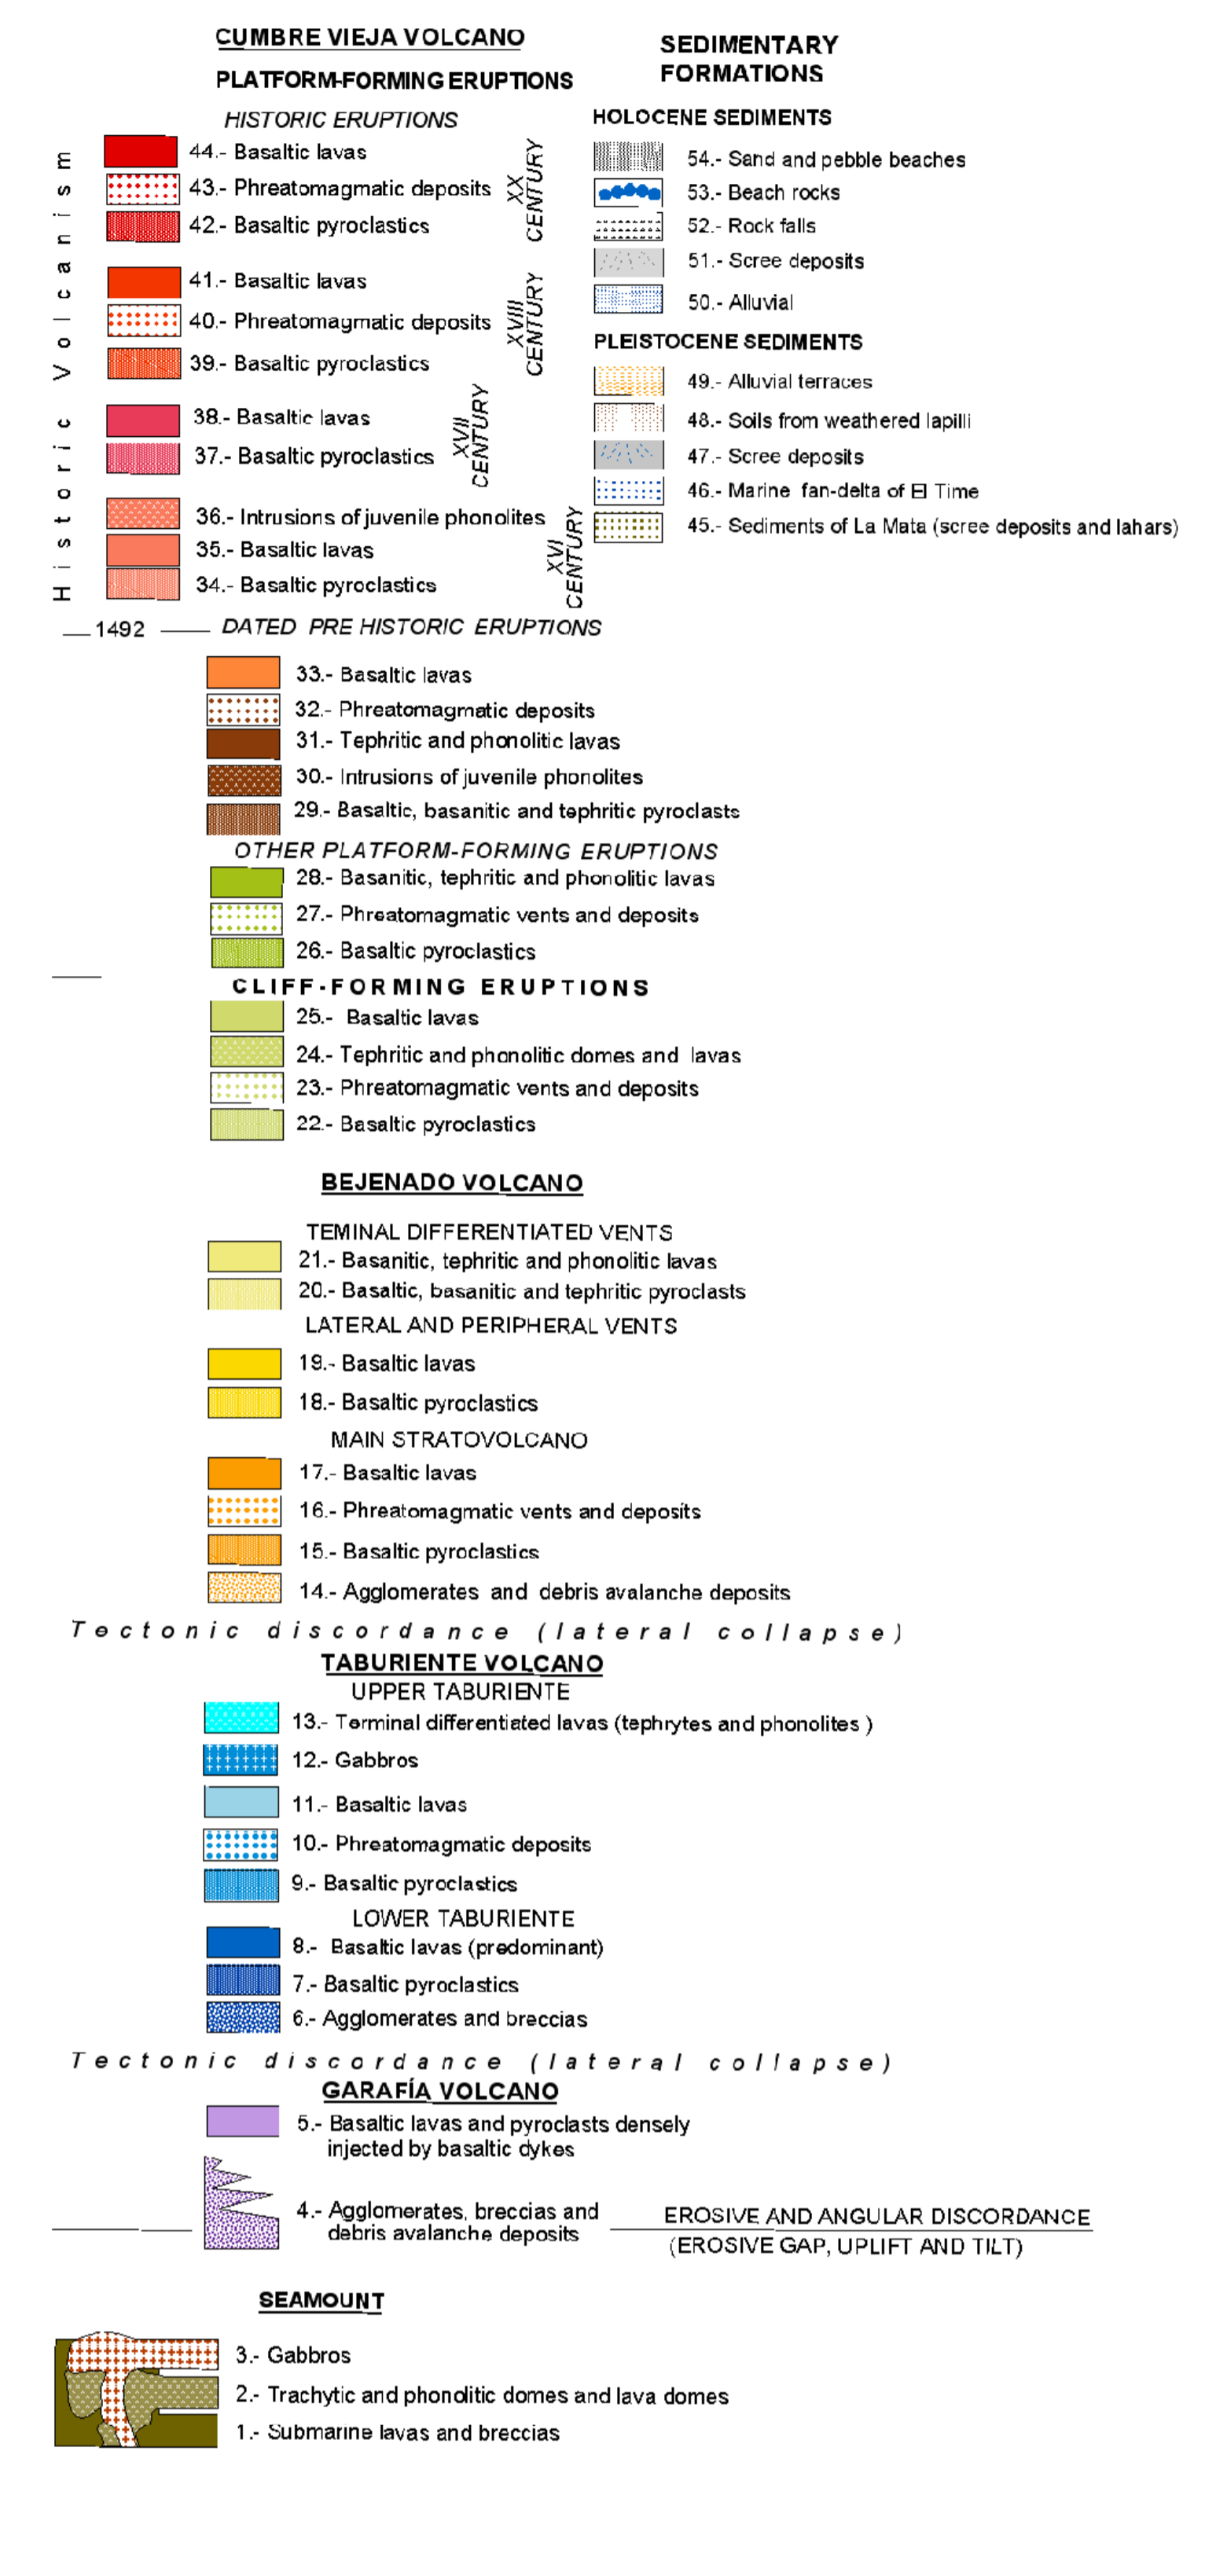 CUMBRE VIEJA VOLCANO
PLATFORM-FORMING ERUPTIONS
HISTORIC ERUPTIONS
Historic Volcanism
44.- Basaltic lavas
43.- Phreatomagmatic deposits
42.- Basaltic pyroclastics
XX
CENTURY
41.- Basaltic lavas
40.- Phreatomagmatic deposits
39.- Basaltic pyroclastics
XVIII
CENTURY
38.- Basaltic lavas
37.- Basaltic pyroclastics
XVII
CENTURY
36.- Intrusions of juvenile phonolites
35.- Basaltic lavas
34.- Basaltic pyroclastics
XVI
CENTURY
SEDIMENTARY
FORMATIONS
HOLOCENE SEDIMENTS
54.- Sand and pebble beaches
53.- Beach rocks
52.- Rock falls
51.- Scree deposits
50.- Alluvial
PLEISTOCENE SEDIMENTS
49.- Alluvial terraces
48.- Soils from weathered lapilli
47.- Scree deposits
46.- Marine fan-delta of El Time
45.- Sediments of La Mata (scree deposits and lahars)
1492 DATED PRE HISTORIC ERUPTIONS
33.- Basaltic lavas
32.- Phreatomagmatic deposits
31.- Tephritic and phonolitic lavas
30.- Intrusions of juvenile phonolites
29.- Basaltic, basanitic and tephritic pyroclasts
OTHER PLATFORM-FORMING ERUPTIONS
28.- Basanitic, tephritic and phonolitic lavas
27.- Phreatomagmatic vents and deposits
26.- Basaltic pyroclastics
CLIFF-FORMING ERUPTIONS
25.- Basaltic lavas
24.- Tephritic and phonolitic domes and lavas
23.- Phreatomagmatic vents and deposits
22.- Basaltic pyroclastics
BEJENADO VOLCANO
TEMINAL DIFFERENTIATED VENTS
21.- Basanitic, tephritic and phonolitic lavas
20.- Basaltic, basanitic and tephritic pyroclasts
LATERAL AND PERIPHERAL VENTS
19.- Basaltic lavas
18.- Basaltic pyroclastics
MAIN STRATOVOLCANO
17.- Basaltic lavas
16.- Phreatomagmatic vents and deposits
15.- Basaltic pyroclastics
14.- Agglomerates and debris avalanche deposits
Tectonic discordance (lateral collapse)
TABURIENTE VOLCANO
UPPER TABURIENTE
13.- Terminal differentiated lavas (tephrytes and phonolites )
12.- Gabbros
11.- Basaltic lavas
10.- Phreatomagmatic deposits
9.- Basaltic pyroclastics
LOWER TABURIENTE
8.- Basaltic lavas (predominant)
7.- Basaltic pyroclastics
6.- Agglomerates and breccias
Tectonic discordance (lateral collapse)
GARAFÍA VOLCANO
5.- Basaltic lavas and pyroclasts densely
injected by basaltic dykes
4.- Agglomerates, breccias and
debris avalanche deposits
EROSIVE AND ANGULAR DISCORDANCE
(EROSIVE GAP, UPLIFT AND TILT)
SEAMOUNT
3.- Gabbros
2.- Trachytic and phonolitic domes and lava domes
1.- Submarine lavas and breccias